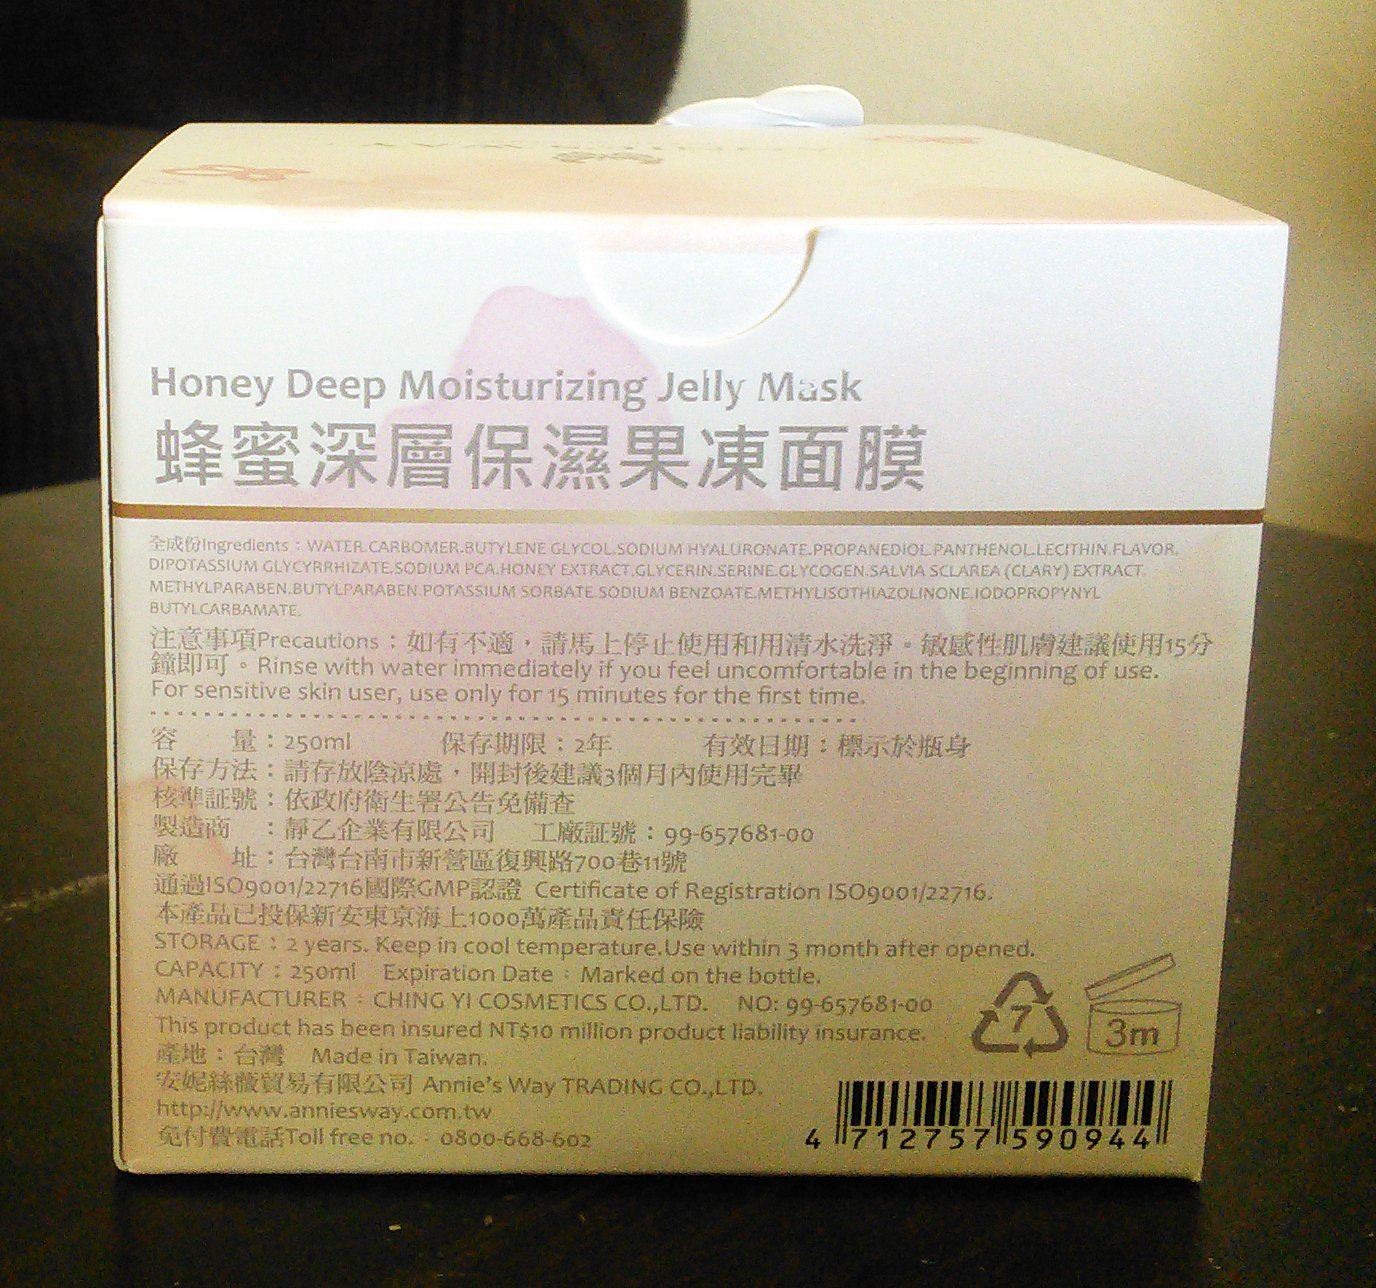 Honey Deep Moisturizing Jelly Mask
蜂蜜深層保濕果凍面膜
全成份Ingredients：WATER.CARBOMER.BUTYLENE GLYCOL.SODIUM HYALURONATE.PROPANEDIOL.PANTHENOL.LECITHIN.FLAVOR.
DIPOTASSIUM GLYCYRRHIZATE.SODIUM PCA.HONEY EXTRACT.GLYCERIN.SERINE.GLYCOGEN.SALVIA SCLAREA (CLARY) EXTRACT.
METHYLPARABEN.BUTYLPARABEN.POTASSIUM SORBATE.SODIUM BENZOATE.METHYLISOTHIAZOLINONE.IODOPROPYNYL
BUTYLCARBAMATE.
注意事項Precautions：如有不適，請馬上停止使用和用清水洗淨。敏感性肌膚建議使用15分
鐘即可。Rinse with water immediately if you feel uncomfortable in the beginning of use.
For sensitive skin user, use only for 15 minutes for the first time.
容　　量：250ml　　　保存期限：2年　　　有效日期：標示於瓶身
保存方法：請存放陰涼處，開封後建議3個月內使用完畢
核準証號：依政府衛生署公告免備查
製造商　：靜乙企業有限公司　工廠証號：99-657681-00
廠　　址：台灣台南市新營區復興路700巷11號
通過ISO9001/22716國際GMP認證 Certificate of Registration ISO9001/22716.
本產品已投保新安東京海上1000萬產品責任保險
STORAGE：2 years. Keep in cool temperature.Use within 3 month after opened.
CAPACITY：250ml　Expiration Date：Marked on the bottle.
MANUFACTURER：CHING YI COSMETICS CO.,LTD.　NO: 99-657681-00
This product has been insured NT$10 million product liability insurance.
產地：台灣　Made in Taiwan.
安妮絲薇貿易有限公司 Annie's Way TRADING CO.,LTD.
http://www.anniesway.com.tw
免付費電話Toll free no.：0800-668-602
7
3m
4 712757 590944